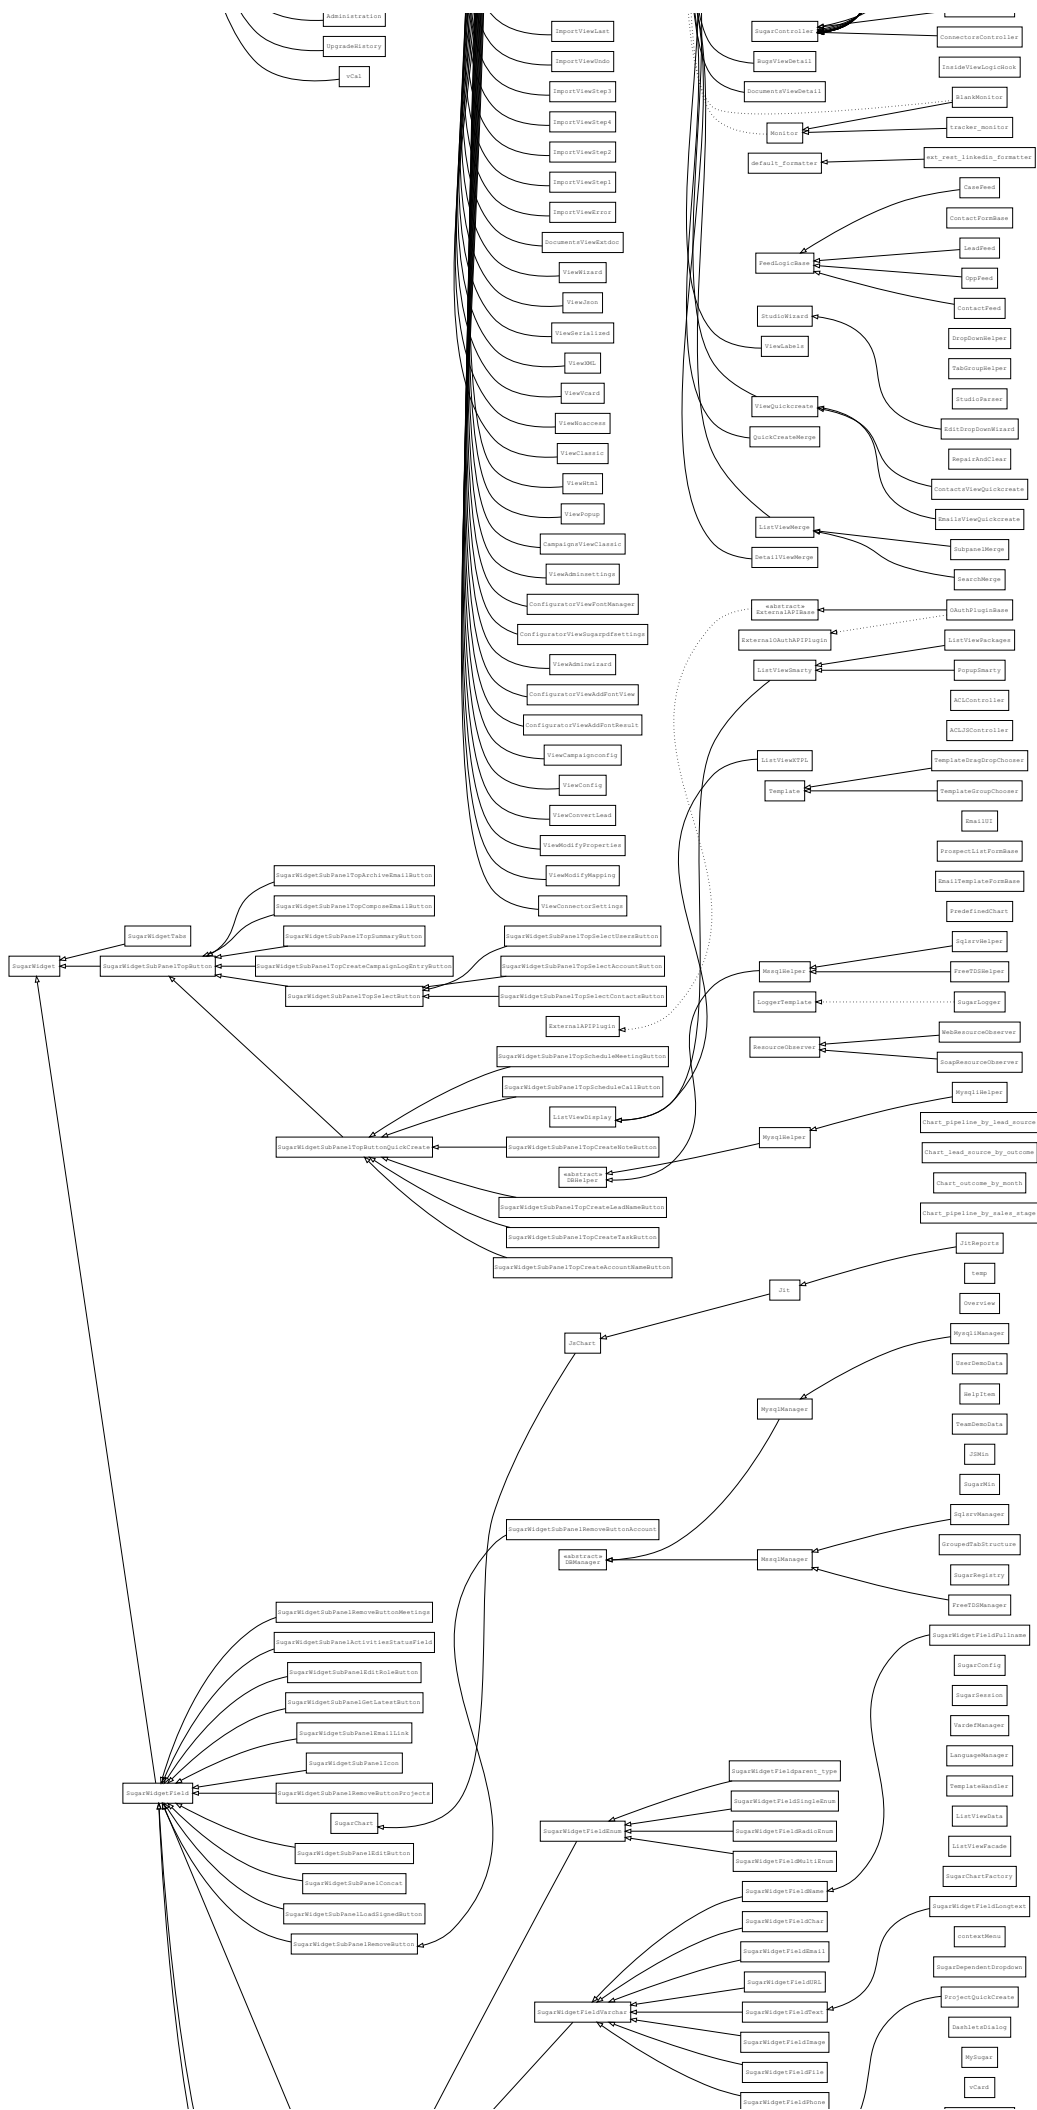 Administration
UpgradeHistory
vCal
ImportViewLast
ImportViewUndo
ImportViewStep3
ImportViewStep4
ImportViewStep2
ImportViewStep1
ImportViewError
DocumentsViewExtdoc
ViewWizard
ViewJson
ViewSerialized
ViewXML
ViewVcard
ViewNoaccess
ViewClassic
ViewHtml
ViewPopup
CampaignsViewClassic
ViewAdminsettings
ConfiguratorViewFontManager
ConfiguratorViewSugarpdfsettings
ViewAdminwizard
ConfiguratorViewAddFontView
ConfiguratorViewAddFontResult
ViewCampaignconfig
ViewConfig
ViewConvertLead
ViewModifyProperties
ViewModifyMapping
ViewConnectorSettings
SugarController
BugsViewDetail
DocumentsViewDetail
Monitor
default_formatter
FeedLogicBase
StudioWizard
ViewLabels
ViewQuickcreate
QuickCreateMerge
ListViewMerge
DetailViewMerge
«abstract»
ExternalAPIBase
ExternalOAuthAPIPlugin
ListViewSmarty
ListViewXTPL
Template
MssqlHelper
LoggerTemplate
ResourceObserver
MysqlHelper
Jit
MysqlManager
MssqlManager
ConnectorsController
InsideViewLogicHook
BlankMonitor
tracker_monitor
ext_rest_linkedin_formatter
CaseFeed
ContactFormBase
LeadFeed
OppFeed
ContactFeed
DropDownHelper
TabGroupHelper
StudioParser
EditDropDownWizard
RepairAndClear
ContactsViewQuickcreate
EmailsViewQuickcreate
SubpanelMerge
SearchMerge
OAuthPluginBase
ListViewPackages
PopupSmarty
ACLController
ACLJSController
TemplateDragDropChooser
TemplateGroupChooser
EmailUI
ProspectListFormBase
EmailTemplateFormBase
PredefinedChart
SqlsrvHelper
FreeTDSHelper
SugarLogger
WebResourceObserver
SoapResourceObserver
MysqliHelper
Chart_pipeline_by_lead_source
Chart_lead_source_by_outcome
Chart_outcome_by_month
Chart_pipeline_by_sales_stage
JitReports
temp
Overview
MysqliManager
UserDemoData
HelpItem
TeamDemoData
JSMin
SugarMin
SqlsrvManager
GroupedTabStructure
SugarRegistry
FreeTDSManager
SugarWidgetFieldFullname
SugarConfig
SugarSession
VardefManager
LanguageManager
TemplateHandler
ListViewData
ListViewFacade
SugarChartFactory
SugarWidgetFieldLongtext
contextMenu
SugarDependentDropdown
ProjectQuickCreate
DashletsDialog
MySugar
vCard
SugarWidgetSubPanelTopArchiveEmailButton
SugarWidgetSubPanelTopComposeEmailButton
SugarWidgetTabs
SugarWidgetSubPanelTopSummaryButton
SugarWidget
SugarWidgetSubPanelTopButton
SugarWidgetSubPanelTopCreateCampaignLogEntryButton
SugarWidgetSubPanelTopSelectButton
SugarWidgetSubPanelTopSelectUsersButton
SugarWidgetSubPanelTopSelectAccountButton
SugarWidgetSubPanelTopSelectContactsButton
ExternalAPIPlugin
SugarWidgetSubPanelTopScheduleMeetingButton
SugarWidgetSubPanelTopScheduleCallButton
ListViewDisplay
SugarWidgetSubPanelTopButtonQuickCreate
SugarWidgetSubPanelTopCreateNoteButton
«abstract»
DBHelper
SugarWidgetSubPanelTopCreateLeadNameButton
SugarWidgetSubPanelTopCreateTaskButton
SugarWidgetSubPanelTopCreateAccountNameButton
JsChart
SugarWidgetSubPanelRemoveButtonAccount
«abstract»
DBManager
SugarWidgetSubPanelRemoveButtonMeetings
SugarWidgetSubPanelActivitiesStatusField
SugarWidgetSubPanelEditRoleButton
SugarWidgetSubPanelGetLatestButton
SugarWidgetSubPanelEmailLink
SugarWidgetSubPanelIcon
SugarWidgetField
SugarWidgetSubPanelRemoveButtonProjects
SugarChart
SugarWidgetSubPanelEditButton
SugarWidgetSubPanelConcat
SugarWidgetSubPanelLoadSignedButton
SugarWidgetSubPanelRemoveButton
SugarWidgetFieldEnum
SugarWidgetFieldparent_type
SugarWidgetFieldSingleEnum
SugarWidgetFieldRadioEnum
SugarWidgetFieldMultiEnum
SugarWidgetFieldName
SugarWidgetFieldChar
SugarWidgetFieldEmail
SugarWidgetFieldURL
SugarWidgetFieldVarchar
SugarWidgetFieldText
SugarWidgetFieldImage
SugarWidgetFieldFile
SugarWidgetFieldPhone